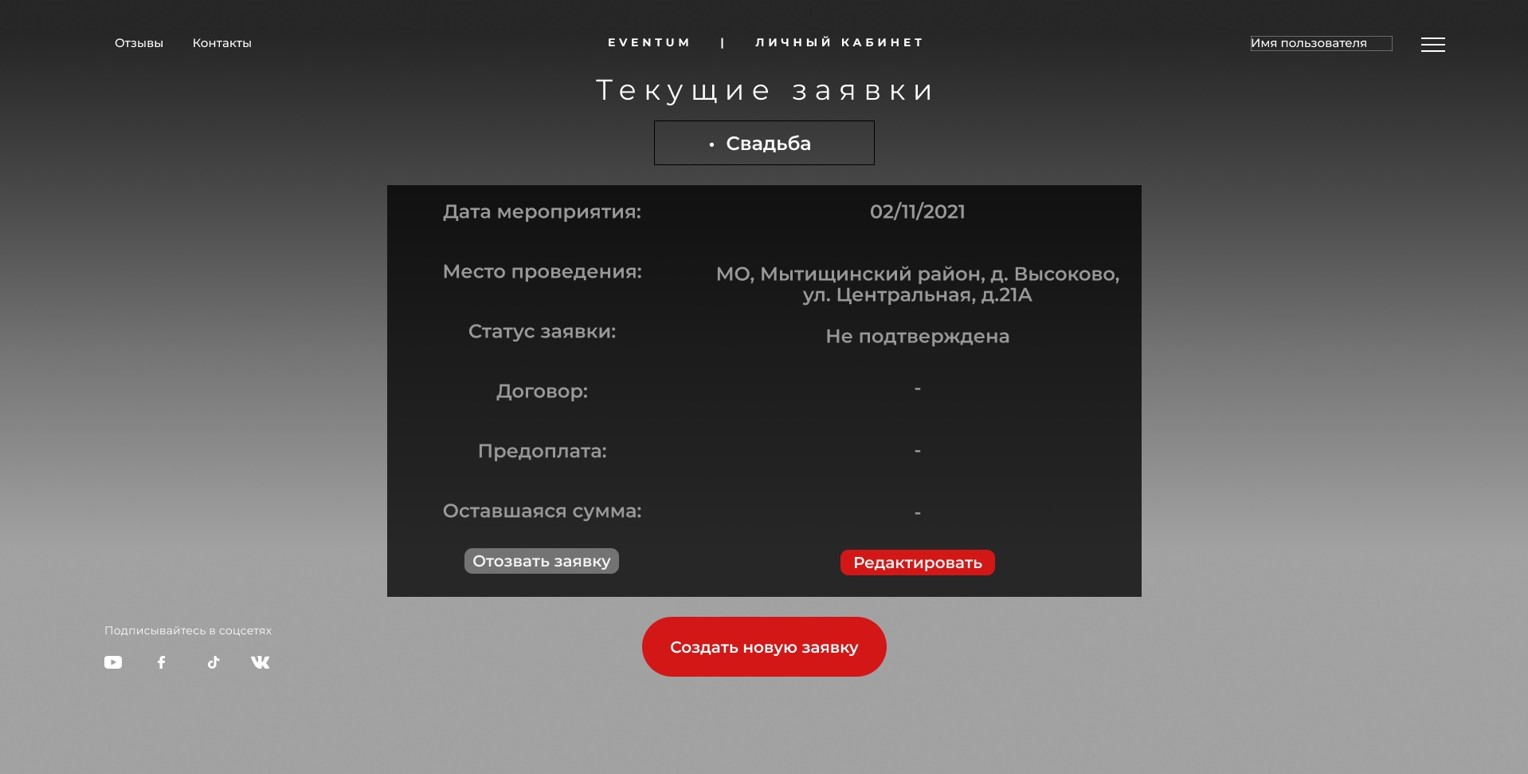 Отзывы Контакты EVENTUM | ЛИЧНЫЙ КАБИНЕТ Имя пользователя
Текущие заявки
• Свадьба
Дата мероприятия: 02/11/2021
Место проведения: МО, Мытищинский район, д. Высоково,
ул. Центральная, д.21А
Статус заявки: Не подтверждена
Договор: -
Предоплата: -
Оставшаяся сумма: -
Отозвать заявку Редактировать
Подписывайтесь в соцсетях
Создать новую заявку